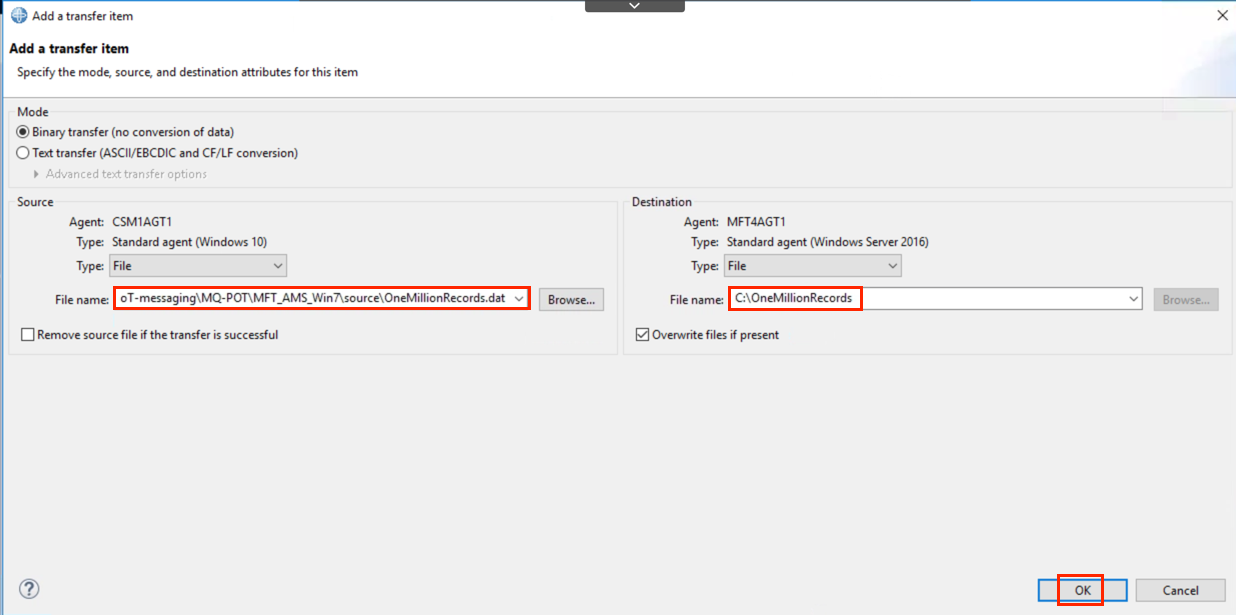 Add a transfer item
Add a transfer item
Specify the mode, source, and destination attributes for this item
Mode
Binary transfer (no conversion of data)
Text transfer (ASCII/EBCDIC and CF/LF conversion)
Advanced text transfer options
Source
Agent: CSM1AGT1
Type: Standard agent (Windows 10)
Type: File
File name: oT-messaging\MQ-POT\MFT_AMS_Win7\source\OneMillionRecords.dat Browse...
Remove source file if the transfer is successful
Destination
Agent: MFT4AGT1
Type: Standard agent (Windows Server 2016)
Type: File
File name: C:\OneMillionRecords Browse...
Overwrite files if present
?
OK Cancel